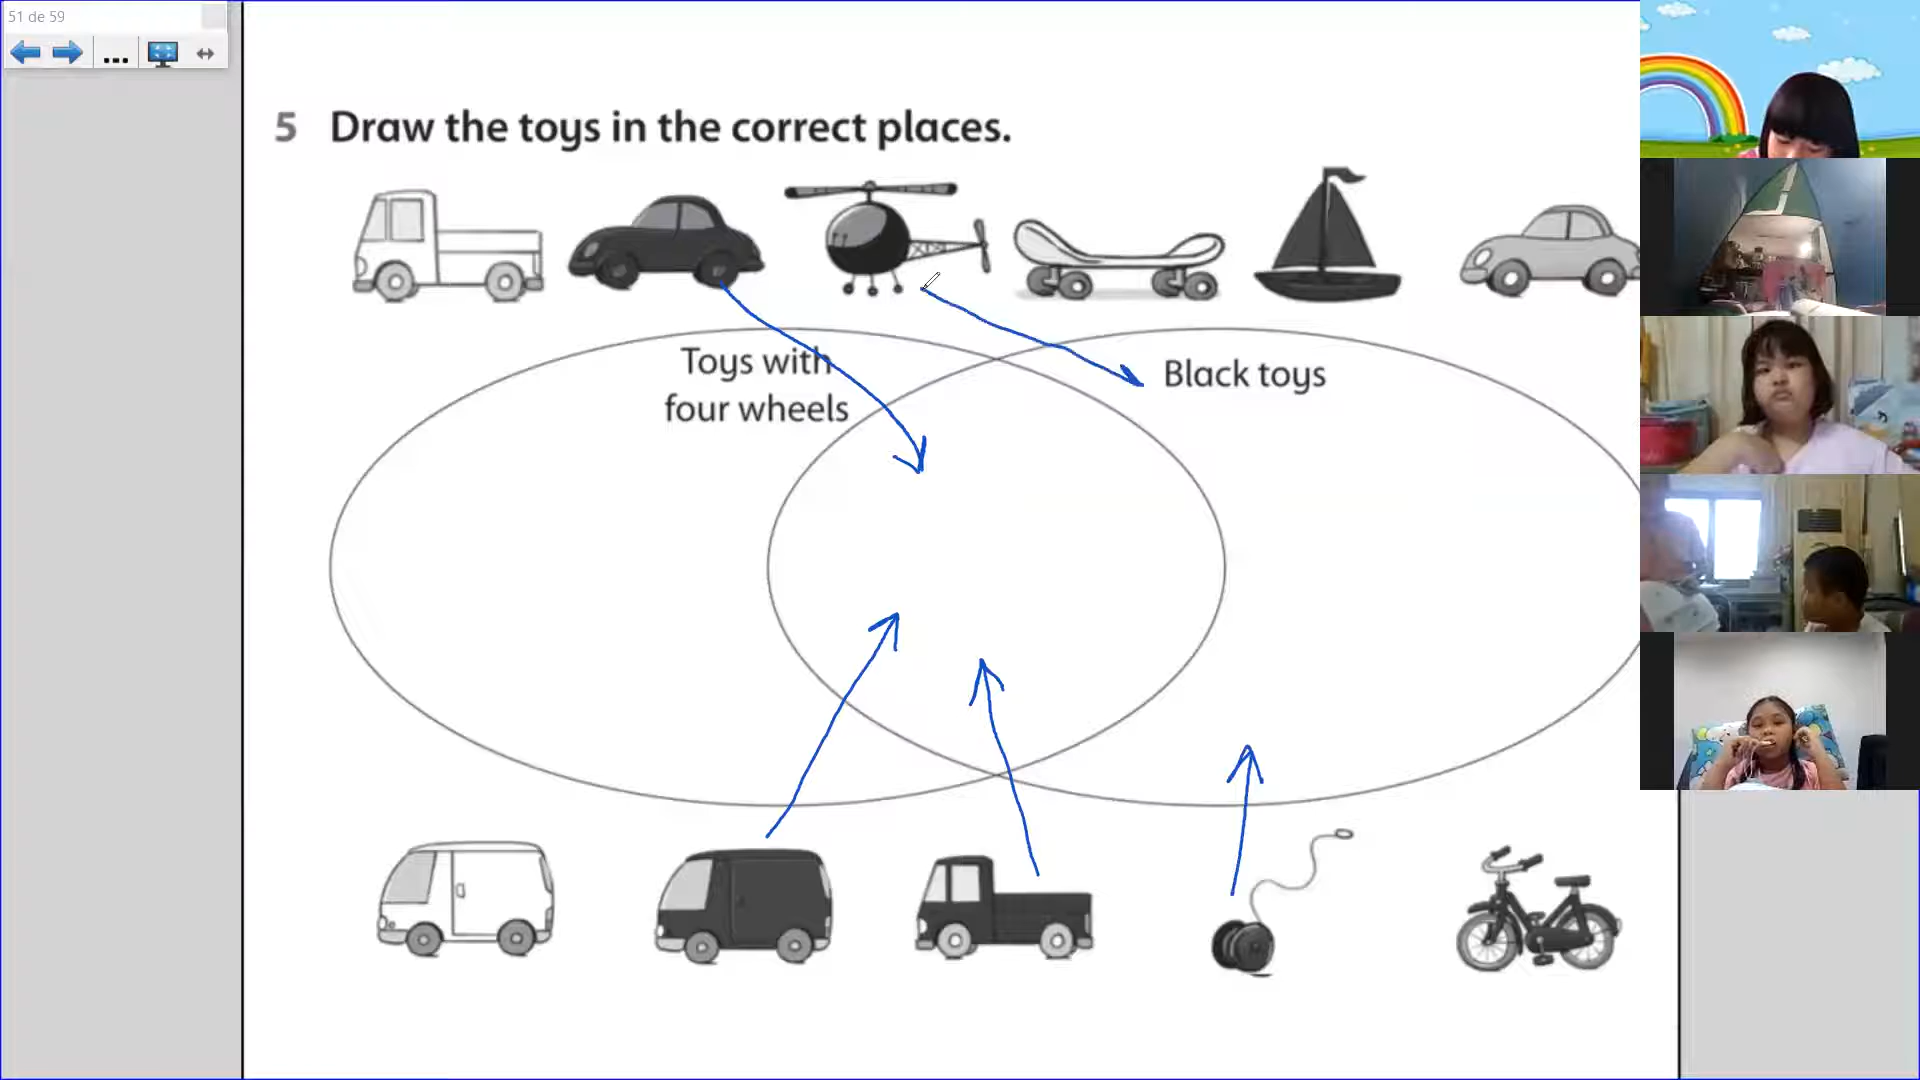 51 de 59
...
5 Draw the toys in the correct places.
Toys with
four wheels
Black toys